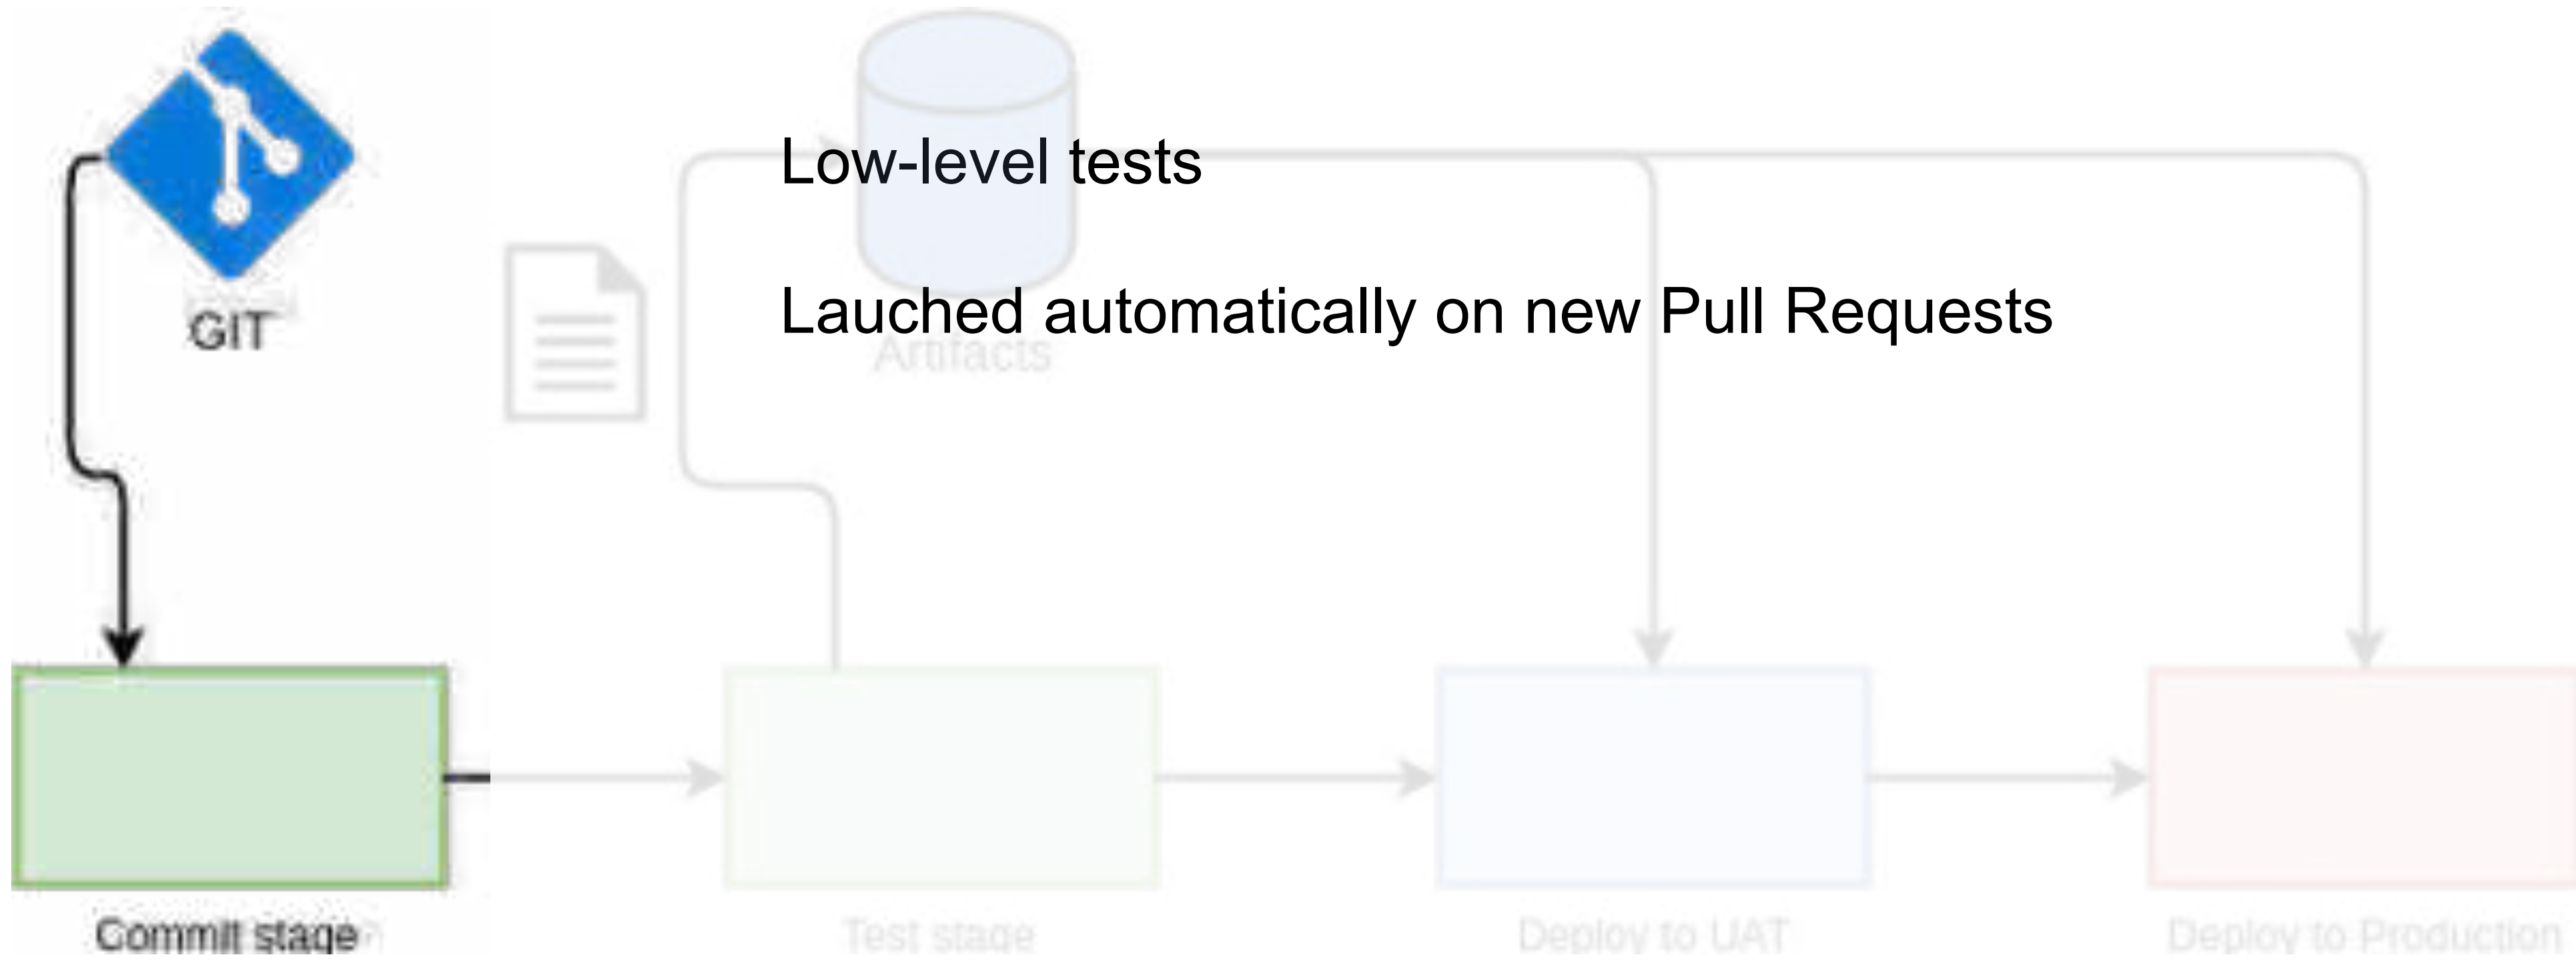 Low-level tests
Lauched automatically on new Pull Requests
GIT
Artifacts
Commit stage
Test stage
Deploy to UAT
Deploy to Production